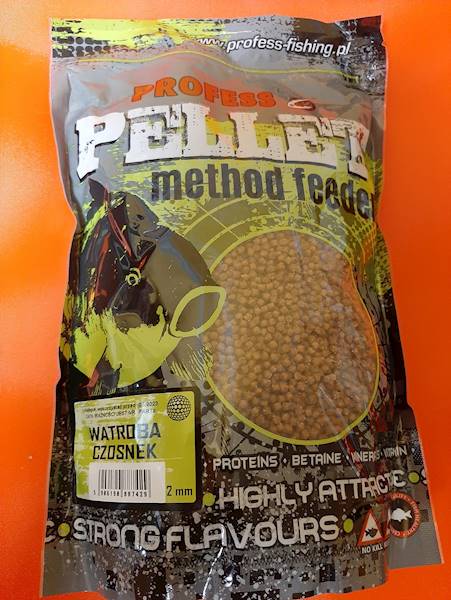 www.profess-fishing.pl
PROFESS
PELLET
method feeder
WATROBA
CZOSNEK
2 mm
PROTEINS • BETAINE • MINERALS • VITAMIN
HIGHLY ATTRACTIVE
STRONG FLAVOURS
NO KILL